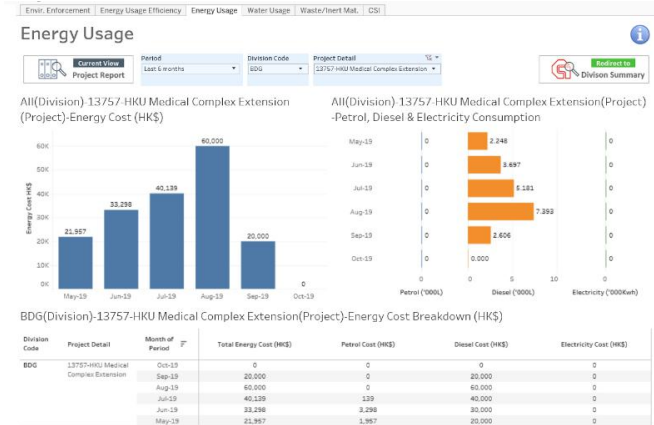 Envir. Enforcement Energy Usage Efficiency Energy Usage Water Usage Waste/Inert Mat. CSI
Energy Usage
i
Current View
Project Report
Period
Last 6 months
Division Code
BDG
Project Detail
13757-HKU Medical Complex Extension
Redirect to
Divison Summary
All(Division)-13757-HKU Medical Complex Extension
(Project)-Energy Cost (HK$)
Energy Cost HK$
60K
50K
40K
30K
20K
10K
0K
21,957
33,298
40,139
60,000
20,000
0
May-19 Jun-19 Jul-19 Aug-19 Sep-19 Oct-19
All(Division)-13757-HKU Medical Complex Extension(Project)
-Petrol, Diesel & Electricity Consumption
May-19 0 2.248 0
Jun-19 0 3.697 0
Jul-19 0 5.181 0
Aug-19 0 7.393 0
Sep-19 0 2.606 0
Oct-19 0 0.000 0
0 0 5 10 0
Petrol ('000L) Diesel ('000L) Electricity ('000Kwh)
BDG(Division)-13757-HKU Medical Complex Extension(Project)-Energy Cost Breakdown (HK$)
Division Code Project Detail Month of Period Total Energy Cost (HK$) Petrol Cost (HK$) Diesel Cost (HK$) Electricity Cost (HK$)
BDG 13757-HKU Medical Complex Extension Oct-19 0 0 0 0
Sep-19 20,000 0 20,000 0
Aug-19 60,000 0 60,000 0
Jul-19 40,139 139 40,000 0
Jun-19 33,298 3,298 30,000 0
May-19 21,957 1,957 20,000 0